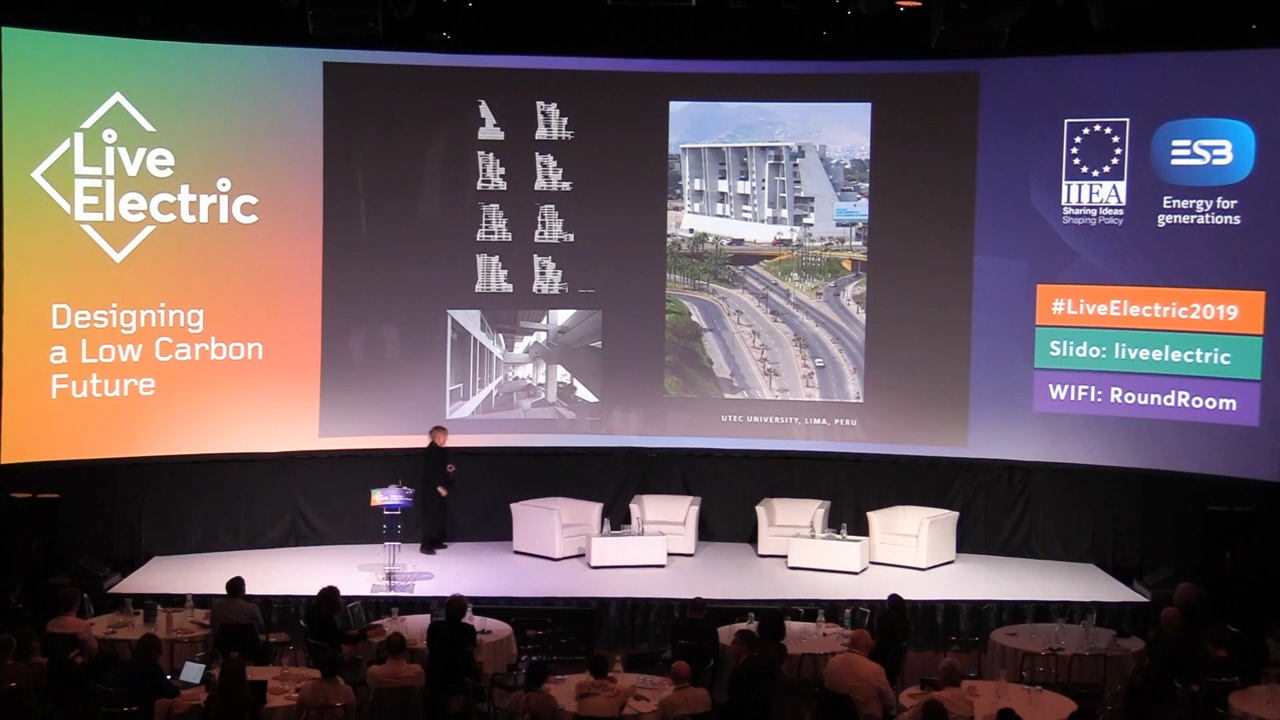 Live
Electric
Designing
a Low Carbon
Future
UTEC UNIVERSITY, LIMA, PERU
IIEA
Sharing Ideas
Shaping Policy
ESB
Energy for
generations
#LiveElectric2019
Slido: liveelectric
WIFI: RoundRoom